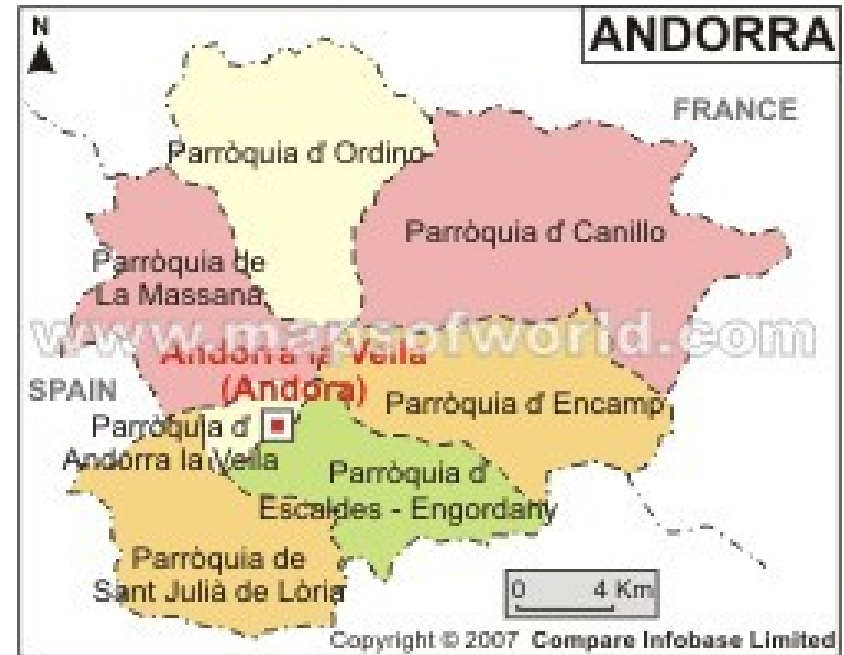 N
ANDORRA
FRANCE
Parròquia d' Ordino
Parròquia d' Canillo
Parròquia de
La Massana
www.mapsofworld.com
Andorra la Vella
(Andora)
SPAIN
Parròquia d' Encamp
Parròquia d'
Andorra la Vella
Parròquia d'
Escaldes - Engordany
Parròquia de
Sant Julià de Lòria
0 4 Km
Copyright © 2007 Compare Infobase Limited